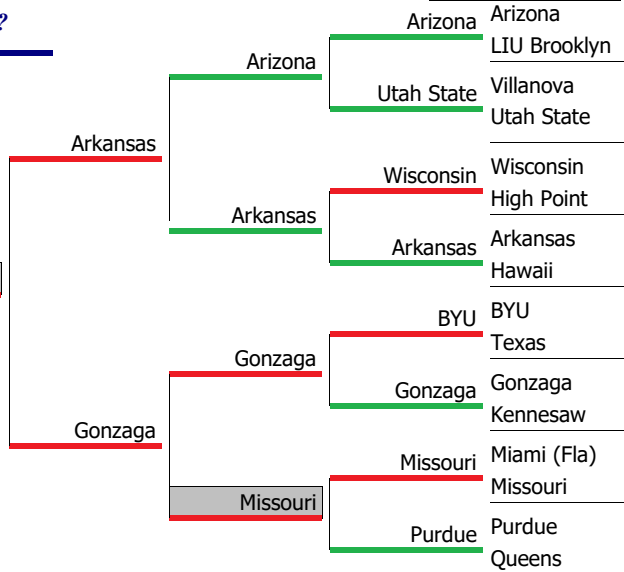 ?
Arizona
Arizona
LIU Brooklyn
Arizona
Utah State
Villanova
Utah State
Arkansas
Wisconsin
Wisconsin
High Point
Arkansas
Arkansas
Arkansas
Hawaii
BYU
BYU
Texas
Gonzaga
Gonzaga
Gonzaga
Kennesaw
Gonzaga
Missouri
Miami (Fla)
Missouri
Missouri
Purdue
Purdue
Queens